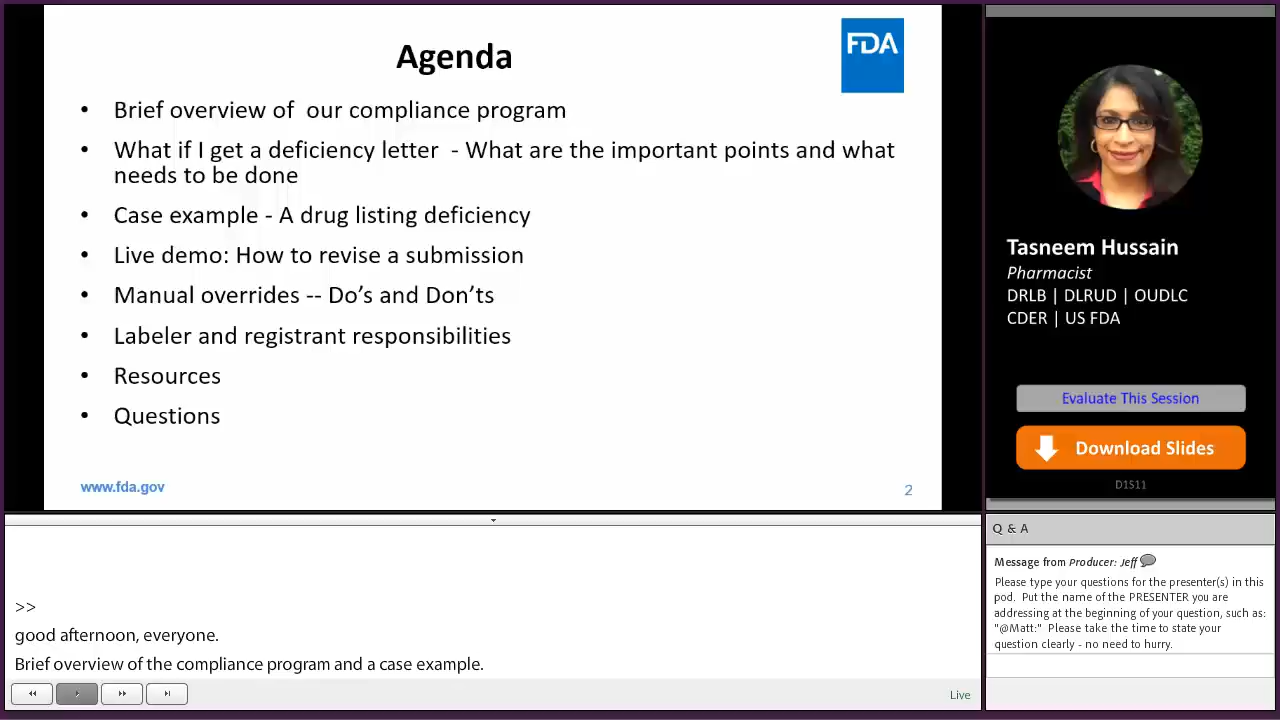 Agenda
FDA
• Brief overview of  our compliance program
• What if I get a deficiency letter  - What are the important points and what
needs to be done
• Case example - A drug listing deficiency
• Live demo: How to revise a submission
• Manual overrides -- Do’s and Don’ts
• Labeler and registrant responsibilities
• Resources
• Questions
www.fda.gov
2
Tasneem Hussain
Pharmacist
DRLB | DLRUD | OUDLC
CDER | US FDA
Evaluate This Session
Download Slides
D1S11
>>
good afternoon, everyone.
Brief overview of the compliance program and a case example.
Live
Q & A
Message from Producer: Jeff
Please type your questions for the presenter(s) in this
pod.  Put the name of the PRESENTER you are
addressing at the beginning of your question, such as:
"@Matt:"  Please take the time to state your
question clearly - no need to hurry.